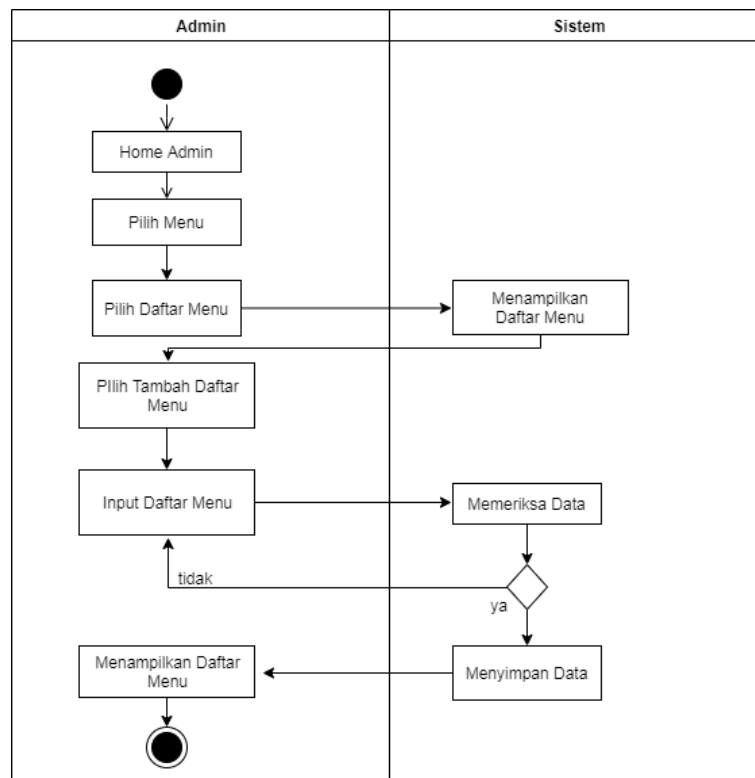 Admin
Sistem
Home Admin
Pilih Menu
Pilih Daftar Menu
Menampilkan
Daftar Menu
PIlih Tambah Daftar
Menu
Input Daftar Menu
Memeriksa Data
tidak
ya
Menampilkan Daftar
Menu
Menyimpan Data